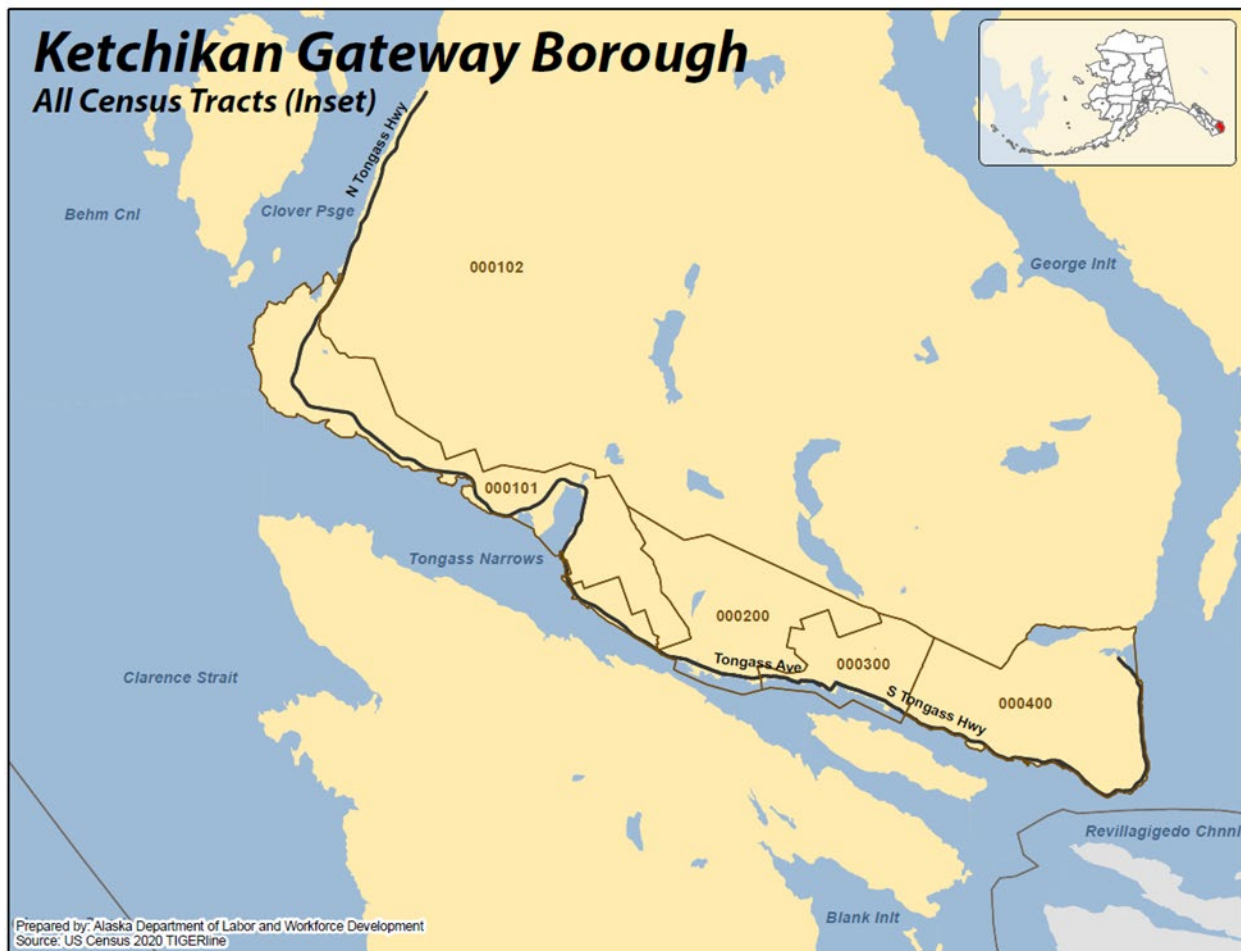 Ketchikan Gateway Borough
All Census Tracts (Inset)
N Tongass Hwy
Behm Cnl
Clover Psge
000102
George Inlt
000101
Tongass Narrows
000200
Tongass Ave
000300
Clarence Strait
S Tongass Hwy
000400
Revillagigedo Chnnl
Blank Inlt
Prepared by: Alaska Department of Labor and Workforce Development
Source: US Census 2020 TIGERline